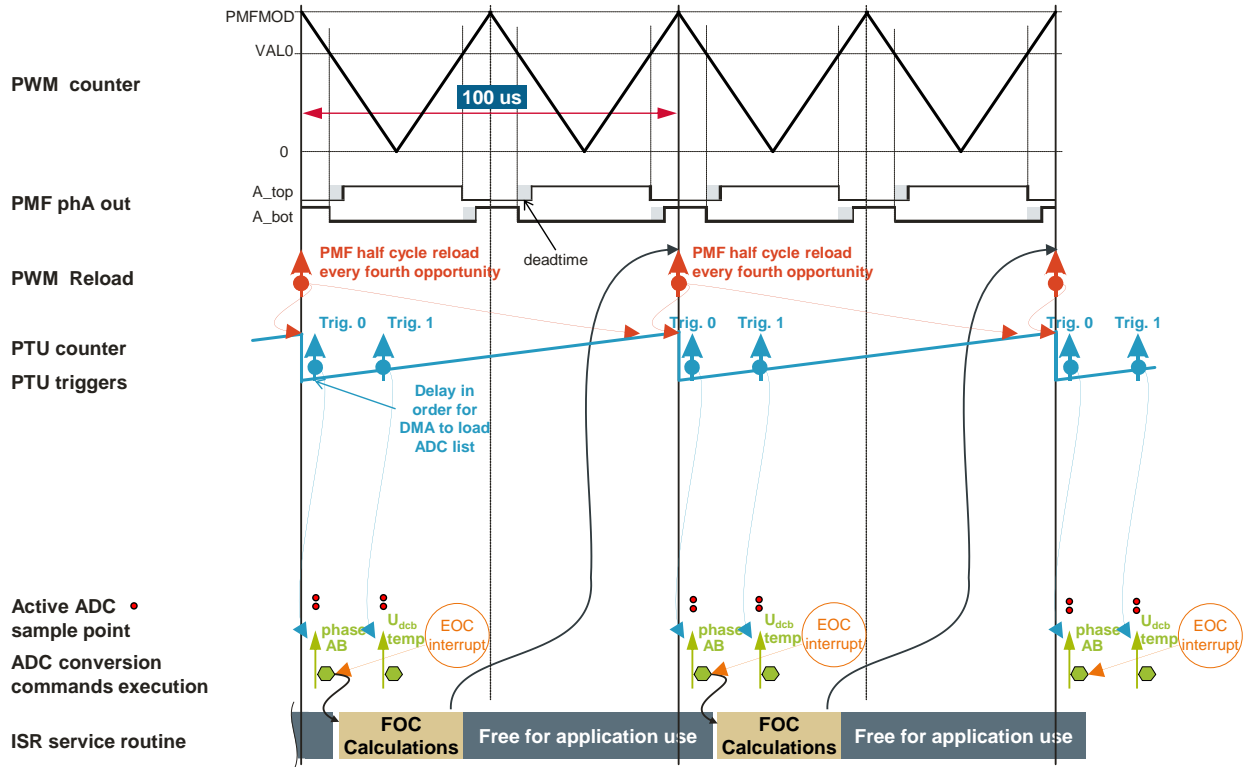 PMFMOD
VAL0
PWM counter
100 us
0
A_top
PMF phA out
A_bot
deadtime
PMF half cycle reload
every fourth opportunity
PMF half cycle reload
every fourth opportunity
PWM Reload
Trig. 0
Trig. 1
Trig. 0
Trig. 1
Trig. 0
Trig. 1
PTU counter
PTU triggers
Delay in
order for
DMA to load
ADC list
Active ADC
sample point
phase
AB
Udcb
temp
EOC
interrupt
phase
AB
Udcb
temp
EOC
interrupt
phase
AB
Udcb
temp
EOC
interrupt
ADC conversion
commands execution
ISR service routine
FOC
Calculations
Free for application use
FOC
Calculations
Free for application use